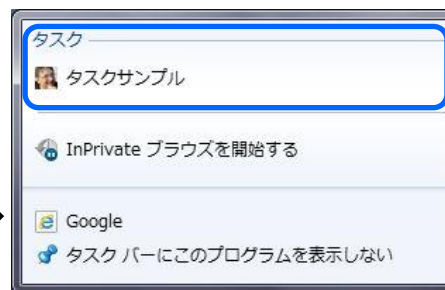 タスク
タスクサンプル
InPrivate ブラウズを開始する
Google
タスク バーにこのプログラムを表示しない